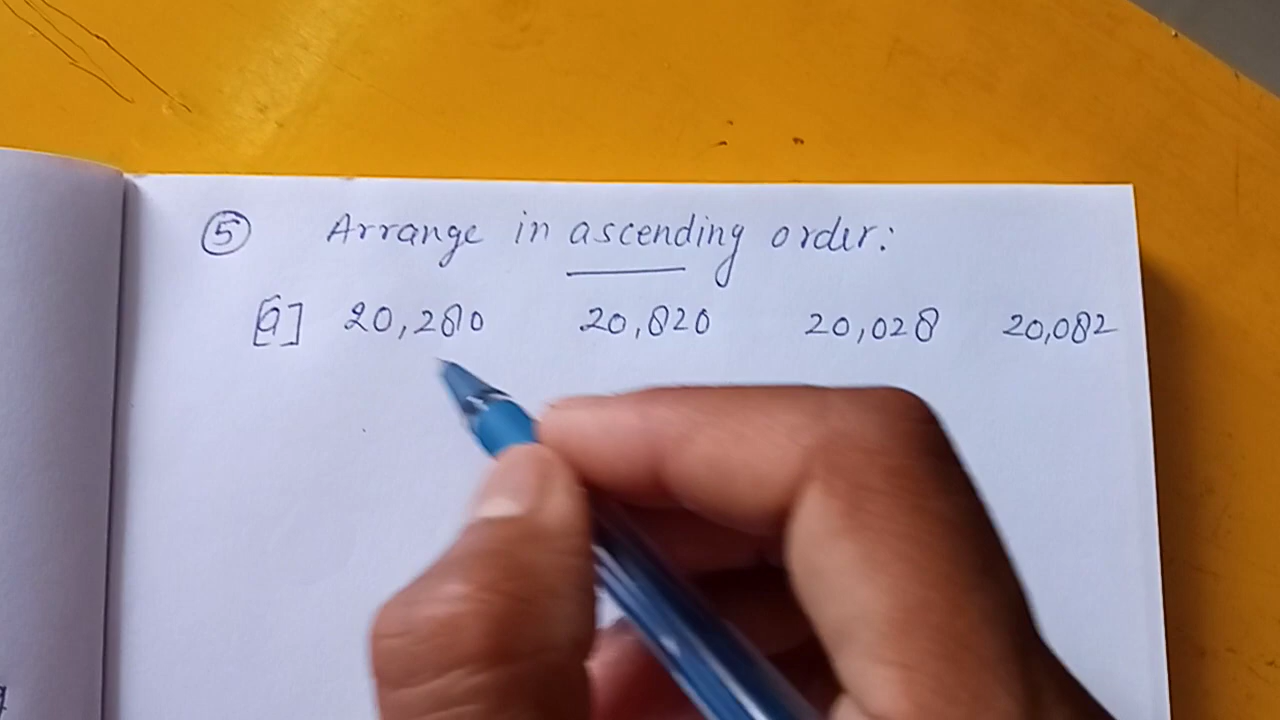 ⑤ Arrange in ascending order:
[a] 20,280 20,820 20,028 20,082